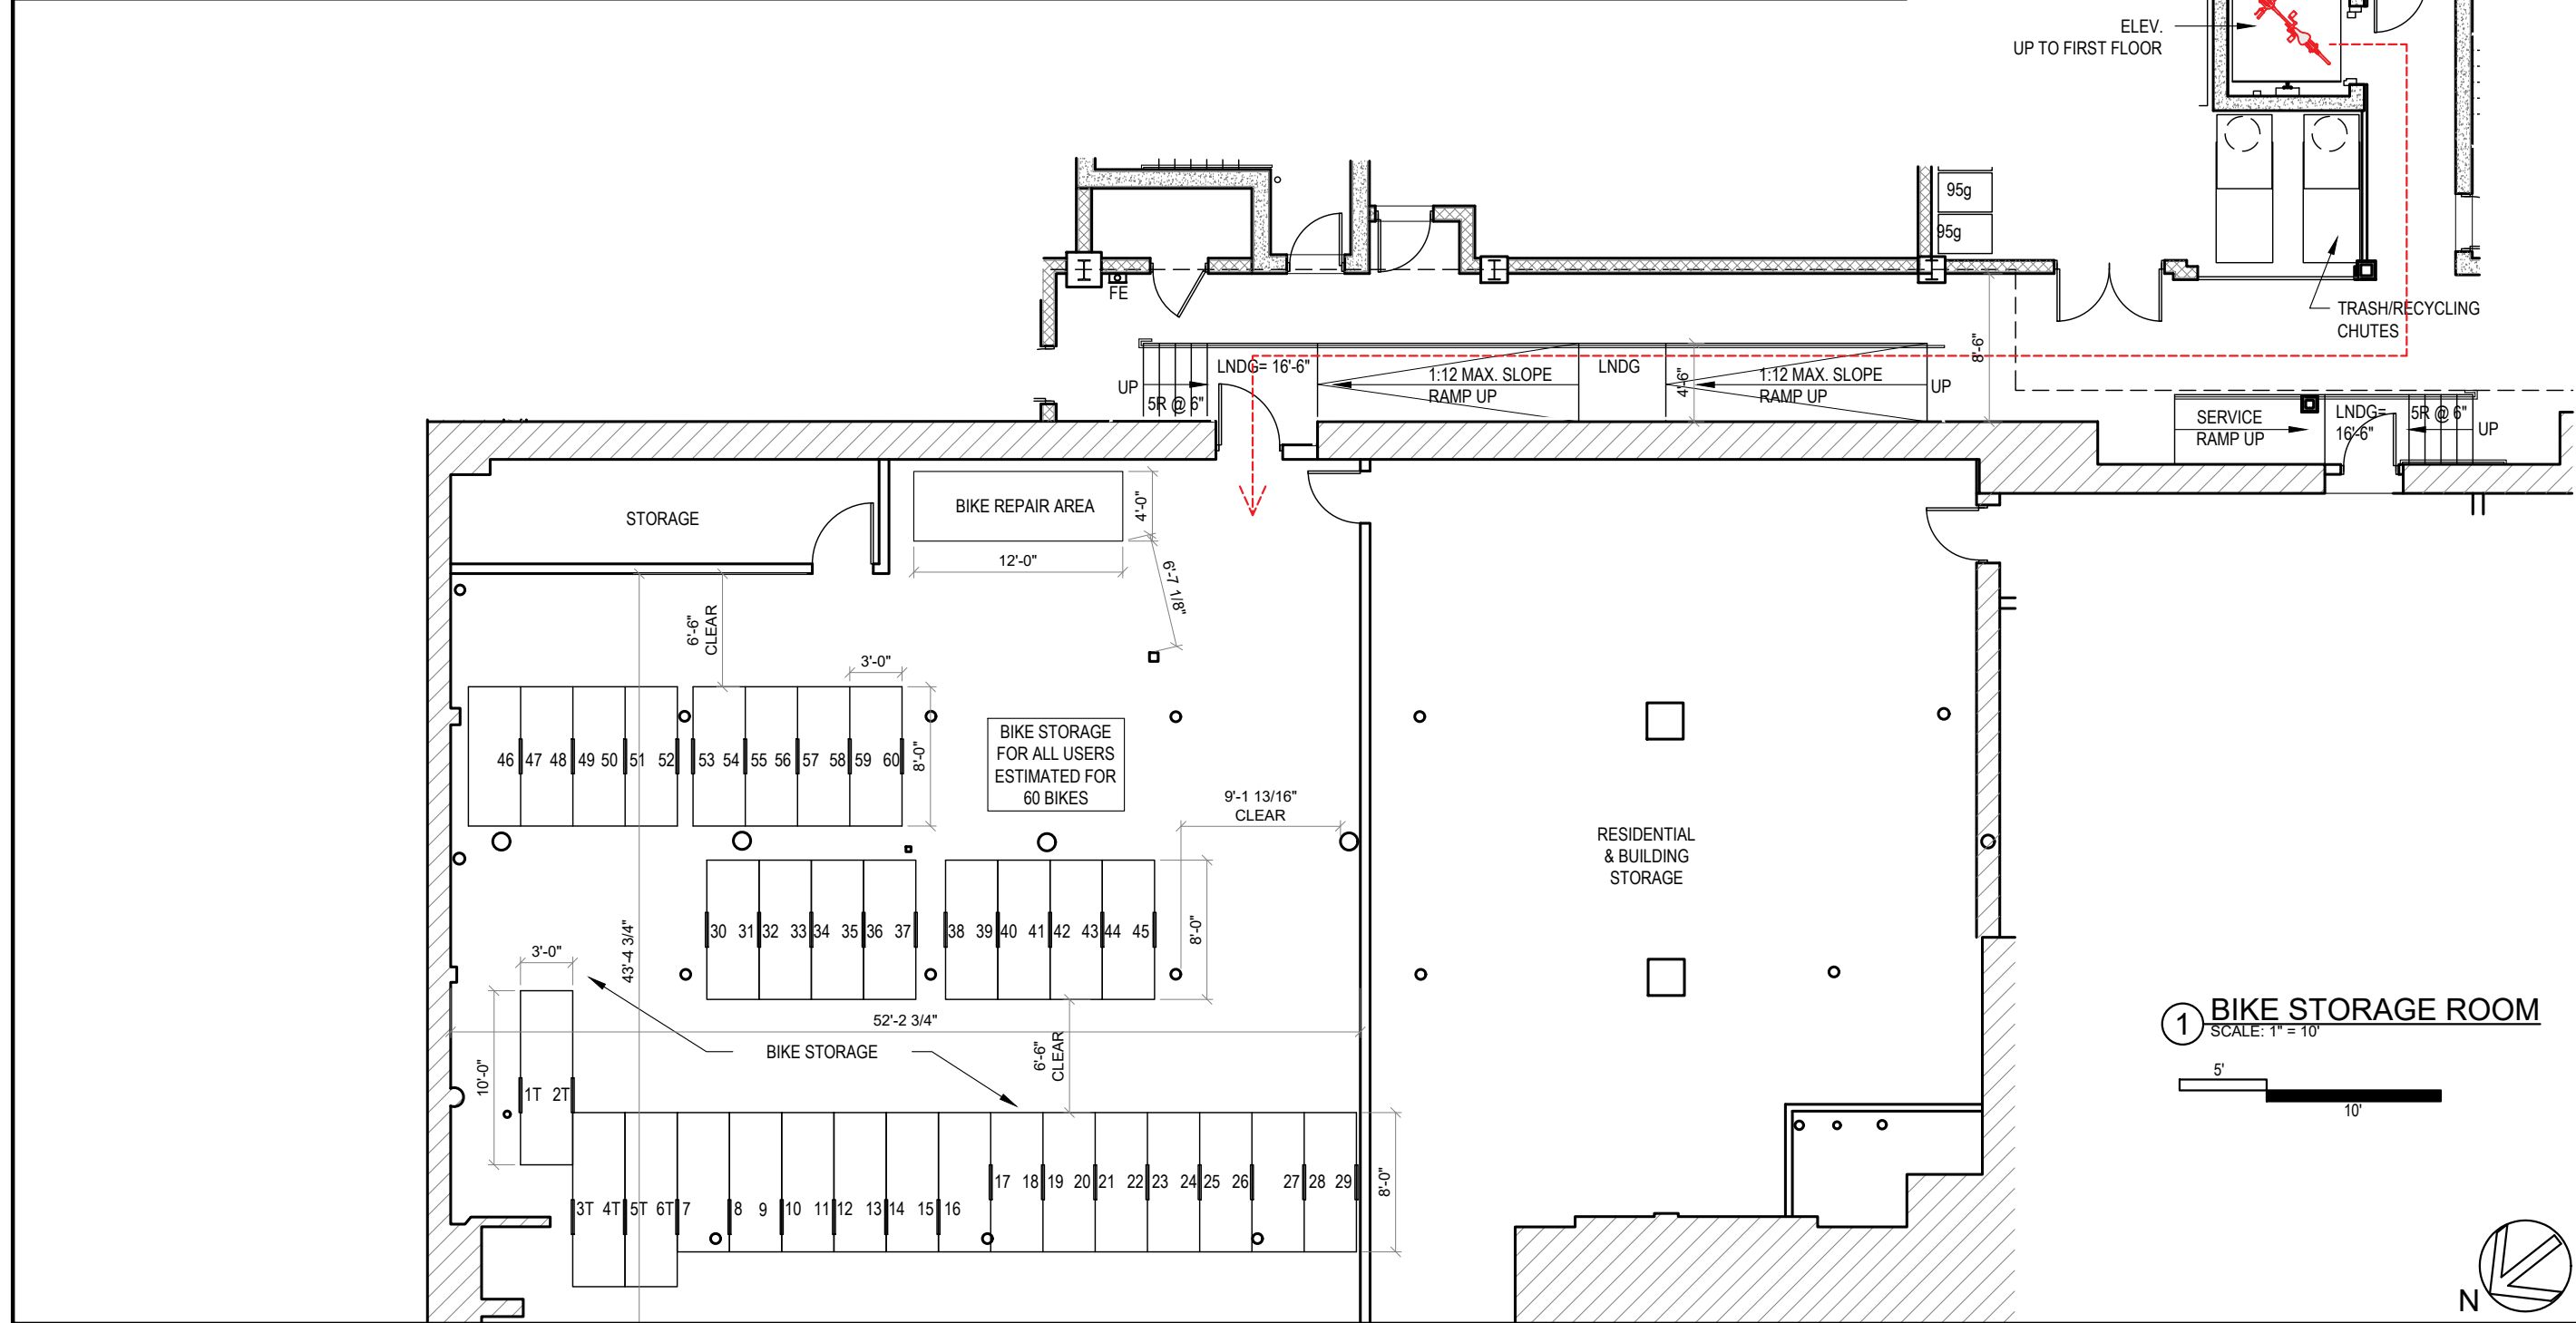 ELEV.
UP TO FIRST FLOOR
95g
95g
FE
TRASH/RECYCLING
CHUTES
8'-6"
UP
5R @ 6"
LNDG= 16'-6"
1:12 MAX. SLOPE
RAMP UP
LNDG
4'-6"
1:12 MAX. SLOPE
RAMP UP
UP
SERVICE
RAMP UP
LNDG=
16'-6"
5R @ 6"
UP
STORAGE
BIKE REPAIR AREA
4'-0"
12'-0"
6'-7 1/8"
6'-6"
CLEAR
3'-0"
46 47 48 49 50 51 52 53 54 55 56 57 58 59 60
8'-0"
BIKE STORAGE
FOR ALL USERS
ESTIMATED FOR
60 BIKES
9'-1 13/16"
CLEAR
RESIDENTIAL
& BUILDING
STORAGE
30 31 32 33 34 35 36 37 38 39 40 41 42 43 44 45
8'-0"
43'-4 3/4"
3'-0"
52'-2 3/4"
BIKE STORAGE
6'-6"
CLEAR
10'-0"
1T 2T
17 18 19 20 21 22 23 24 25 26 27 28 29
8'-0"
3T 4T 5T 6T 7 8 9 10 11 12 13 14 15 16
1 BIKE STORAGE ROOM
SCALE: 1" = 10'
5'
10'
N